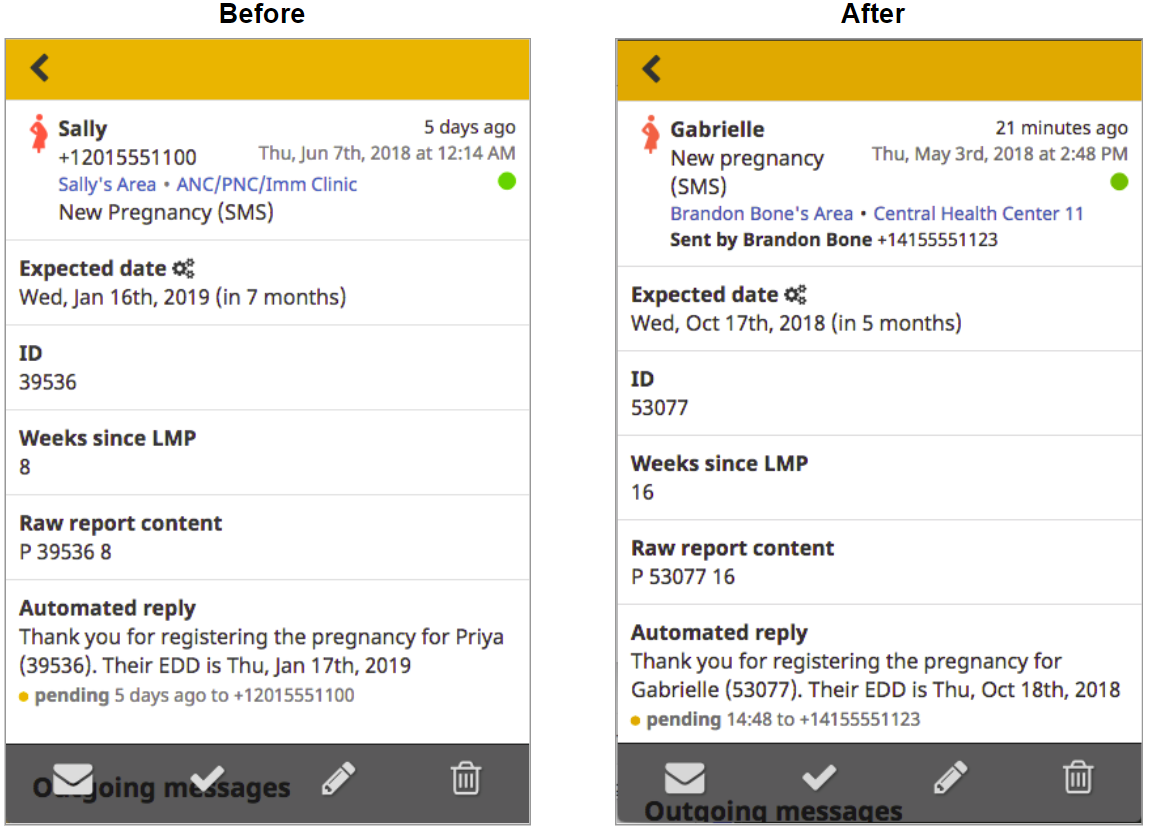 Before
Sally
5 days ago
+12015551100
Thu, Jun 7th, 2018 at 12:14 AM
Sally's Area • ANC/PNC/Imm Clinic
New Pregnancy (SMS)
Expected date
Wed, Jan 16th, 2019 (in 7 months)
ID
39536
Weeks since LMP
8
Raw report content
P 39536 8
Automated reply
Thank you for registering the pregnancy for Priya
(39536). Their EDD is Thu, Jan 17th, 2019
pending 5 days ago to +12015551100
Outgoing messages
After
Gabrielle
21 minutes ago
New pregnancy
(SMS)
Thu, May 3rd, 2018 at 2:48 PM
Brandon Bone's Area • Central Health Center 11
Sent by Brandon Bone +14155551123
Expected date
Wed, Oct 17th, 2018 (in 5 months)
ID
53077
Weeks since LMP
16
Raw report content
P 53077 16
Automated reply
Thank you for registering the pregnancy for
Gabrielle (53077). Their EDD is Thu, Oct 18th, 2018
pending 14:48 to +14155551123
Outgoing messages